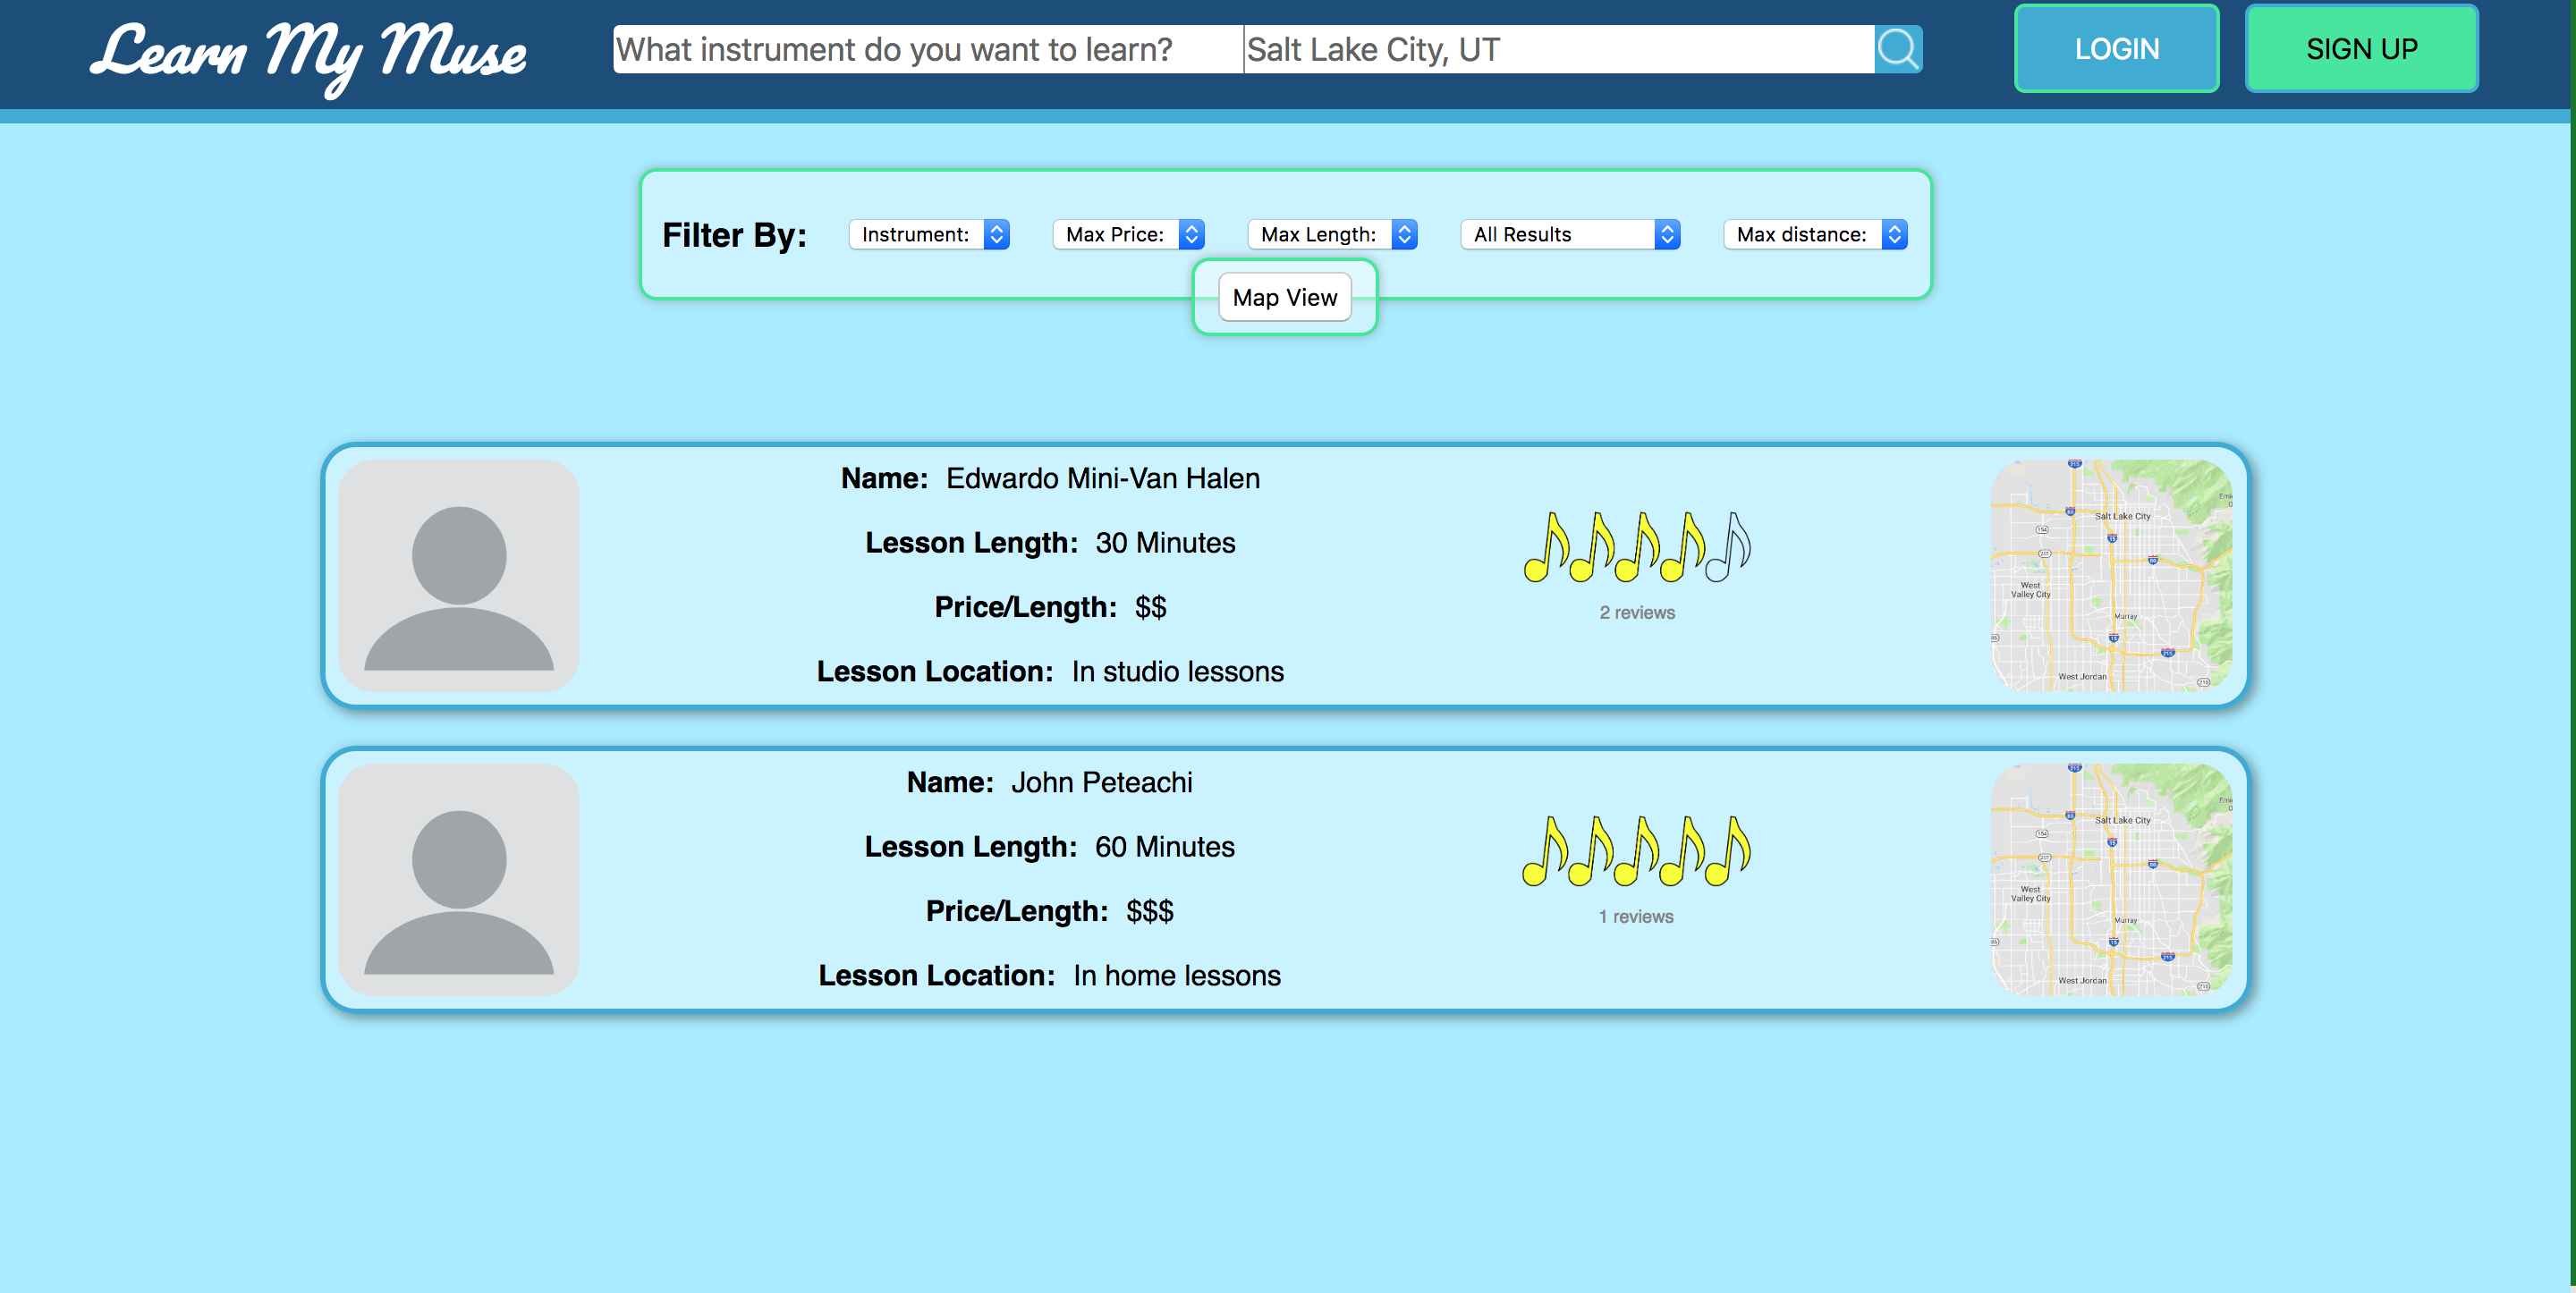 Learn My Muse
What instrument do you want to learn?
Salt Lake City, UT
LOGIN
SIGN UP
Filter By:
Instrument:
Max Price:
Max Length:
All Results
Max distance:
Map View
Name: Edwardo Mini-Van Halen
Lesson Length: 30 Minutes
Price/Length: $$
Lesson Location: In studio lessons
2 reviews
Salt Lake City
West
Valley City
Murray
West Jordan
Name: John Peteachi
Lesson Length: 60 Minutes
Price/Length: $$$
Lesson Location: In home lessons
1 reviews
Salt Lake City
West
Valley City
Murray
West Jordan